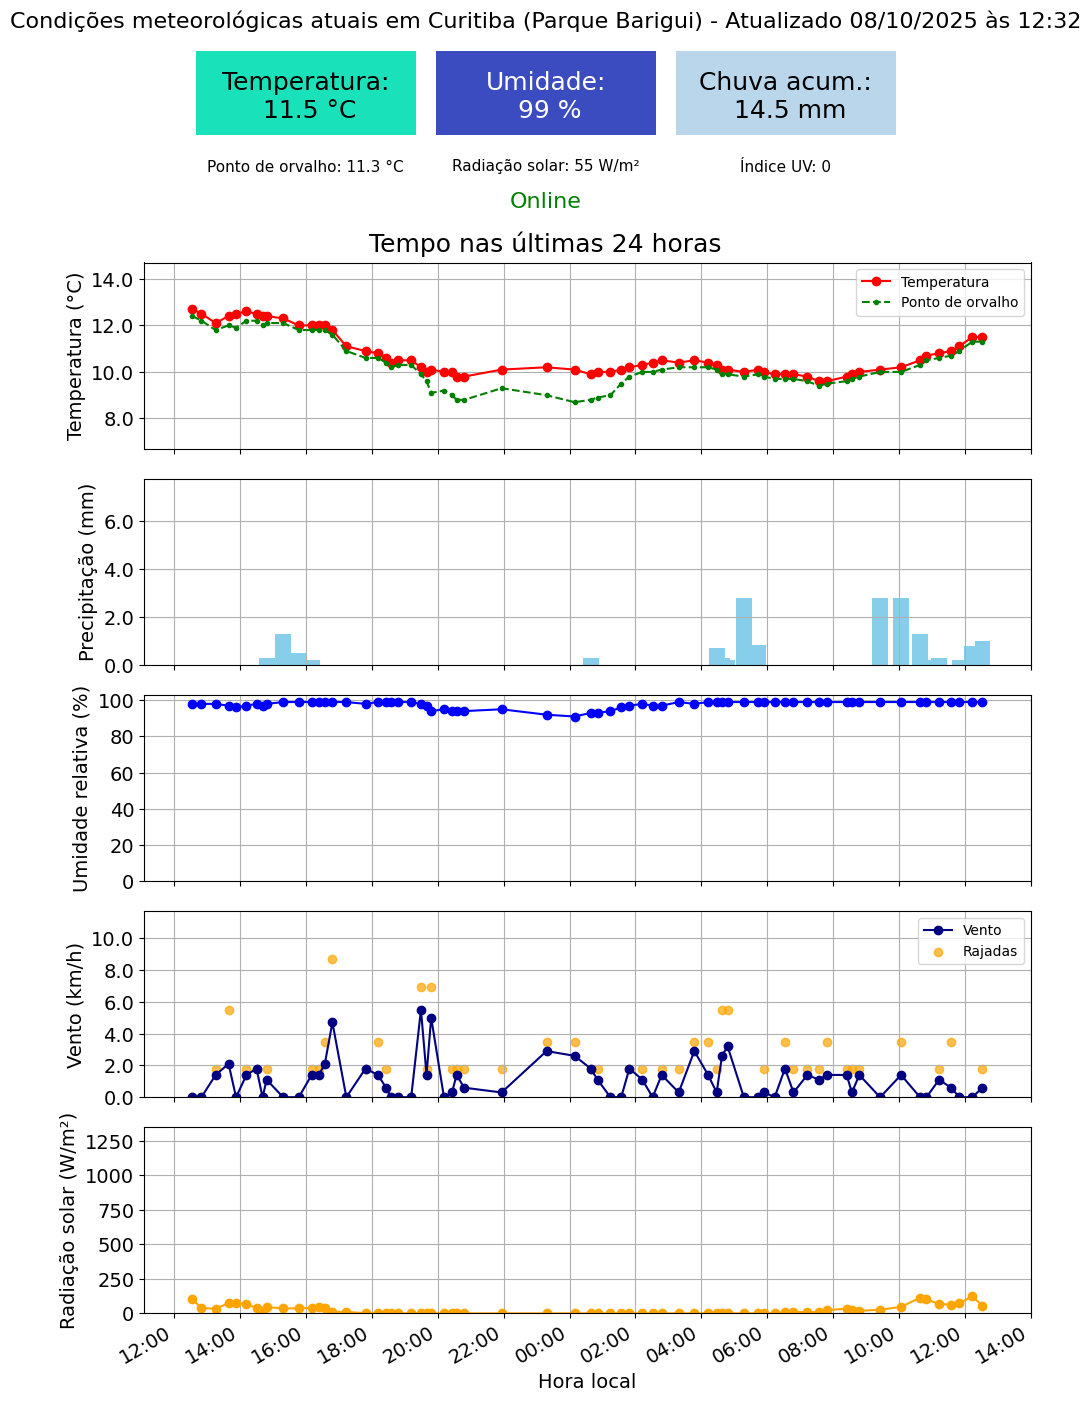 Condições meteorológicas atuais em Curitiba (Parque Barigui) - Atualizado 08/10/2025 às 12:32
Temperatura:
11.5 °C
Umidade:
99 %
Chuva acum.:
14.5 mm
Ponto de orvalho: 11.3 °C
Radiação solar: 55 W/m²
Índice UV: 0
Online
Tempo nas últimas 24 horas
Temperatura (°C)
14.0
12.0
10.0
8.0
Temperatura
Ponto de orvalho
Precipitação (mm)
6.0
4.0
2.0
0.0
Umidade relativa (%)
100
80
60
40
20
0
Vento (km/h)
10.0
8.0
6.0
4.0
2.0
0.0
Vento
Rajadas
Radiação solar (W/m²)
1250
1000
750
500
250
0
12:00
14:00
16:00
18:00
20:00
22:00
00:00
02:00
04:00
06:00
08:00
10:00
12:00
14:00
Hora local